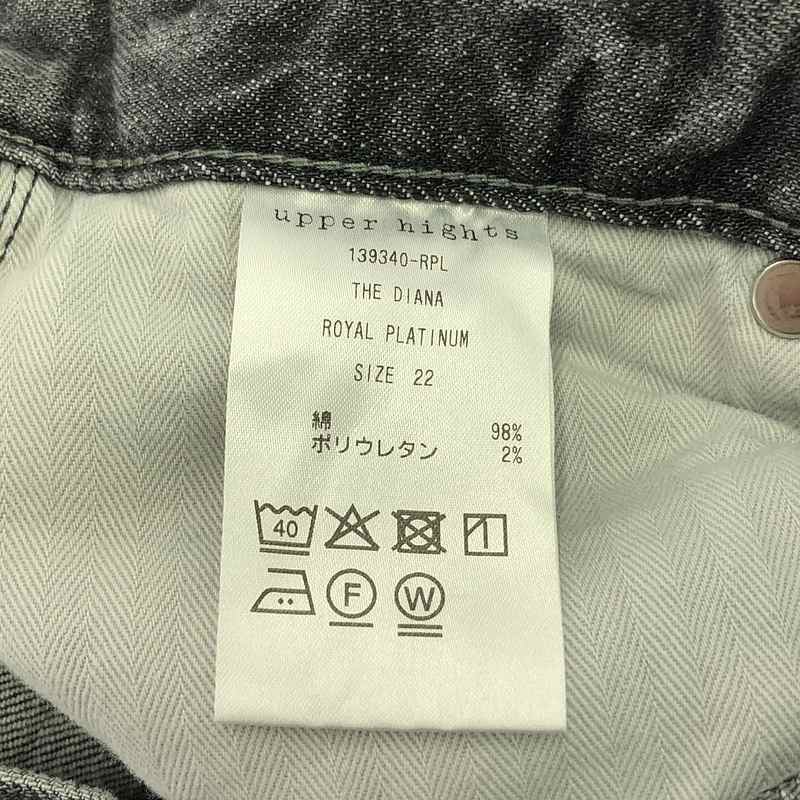 upper hights
139340-RPL
THE DIANA
ROYAL PLATINUM
SIZE 22
綿 98%
ポリウレタン 2%
40
F W